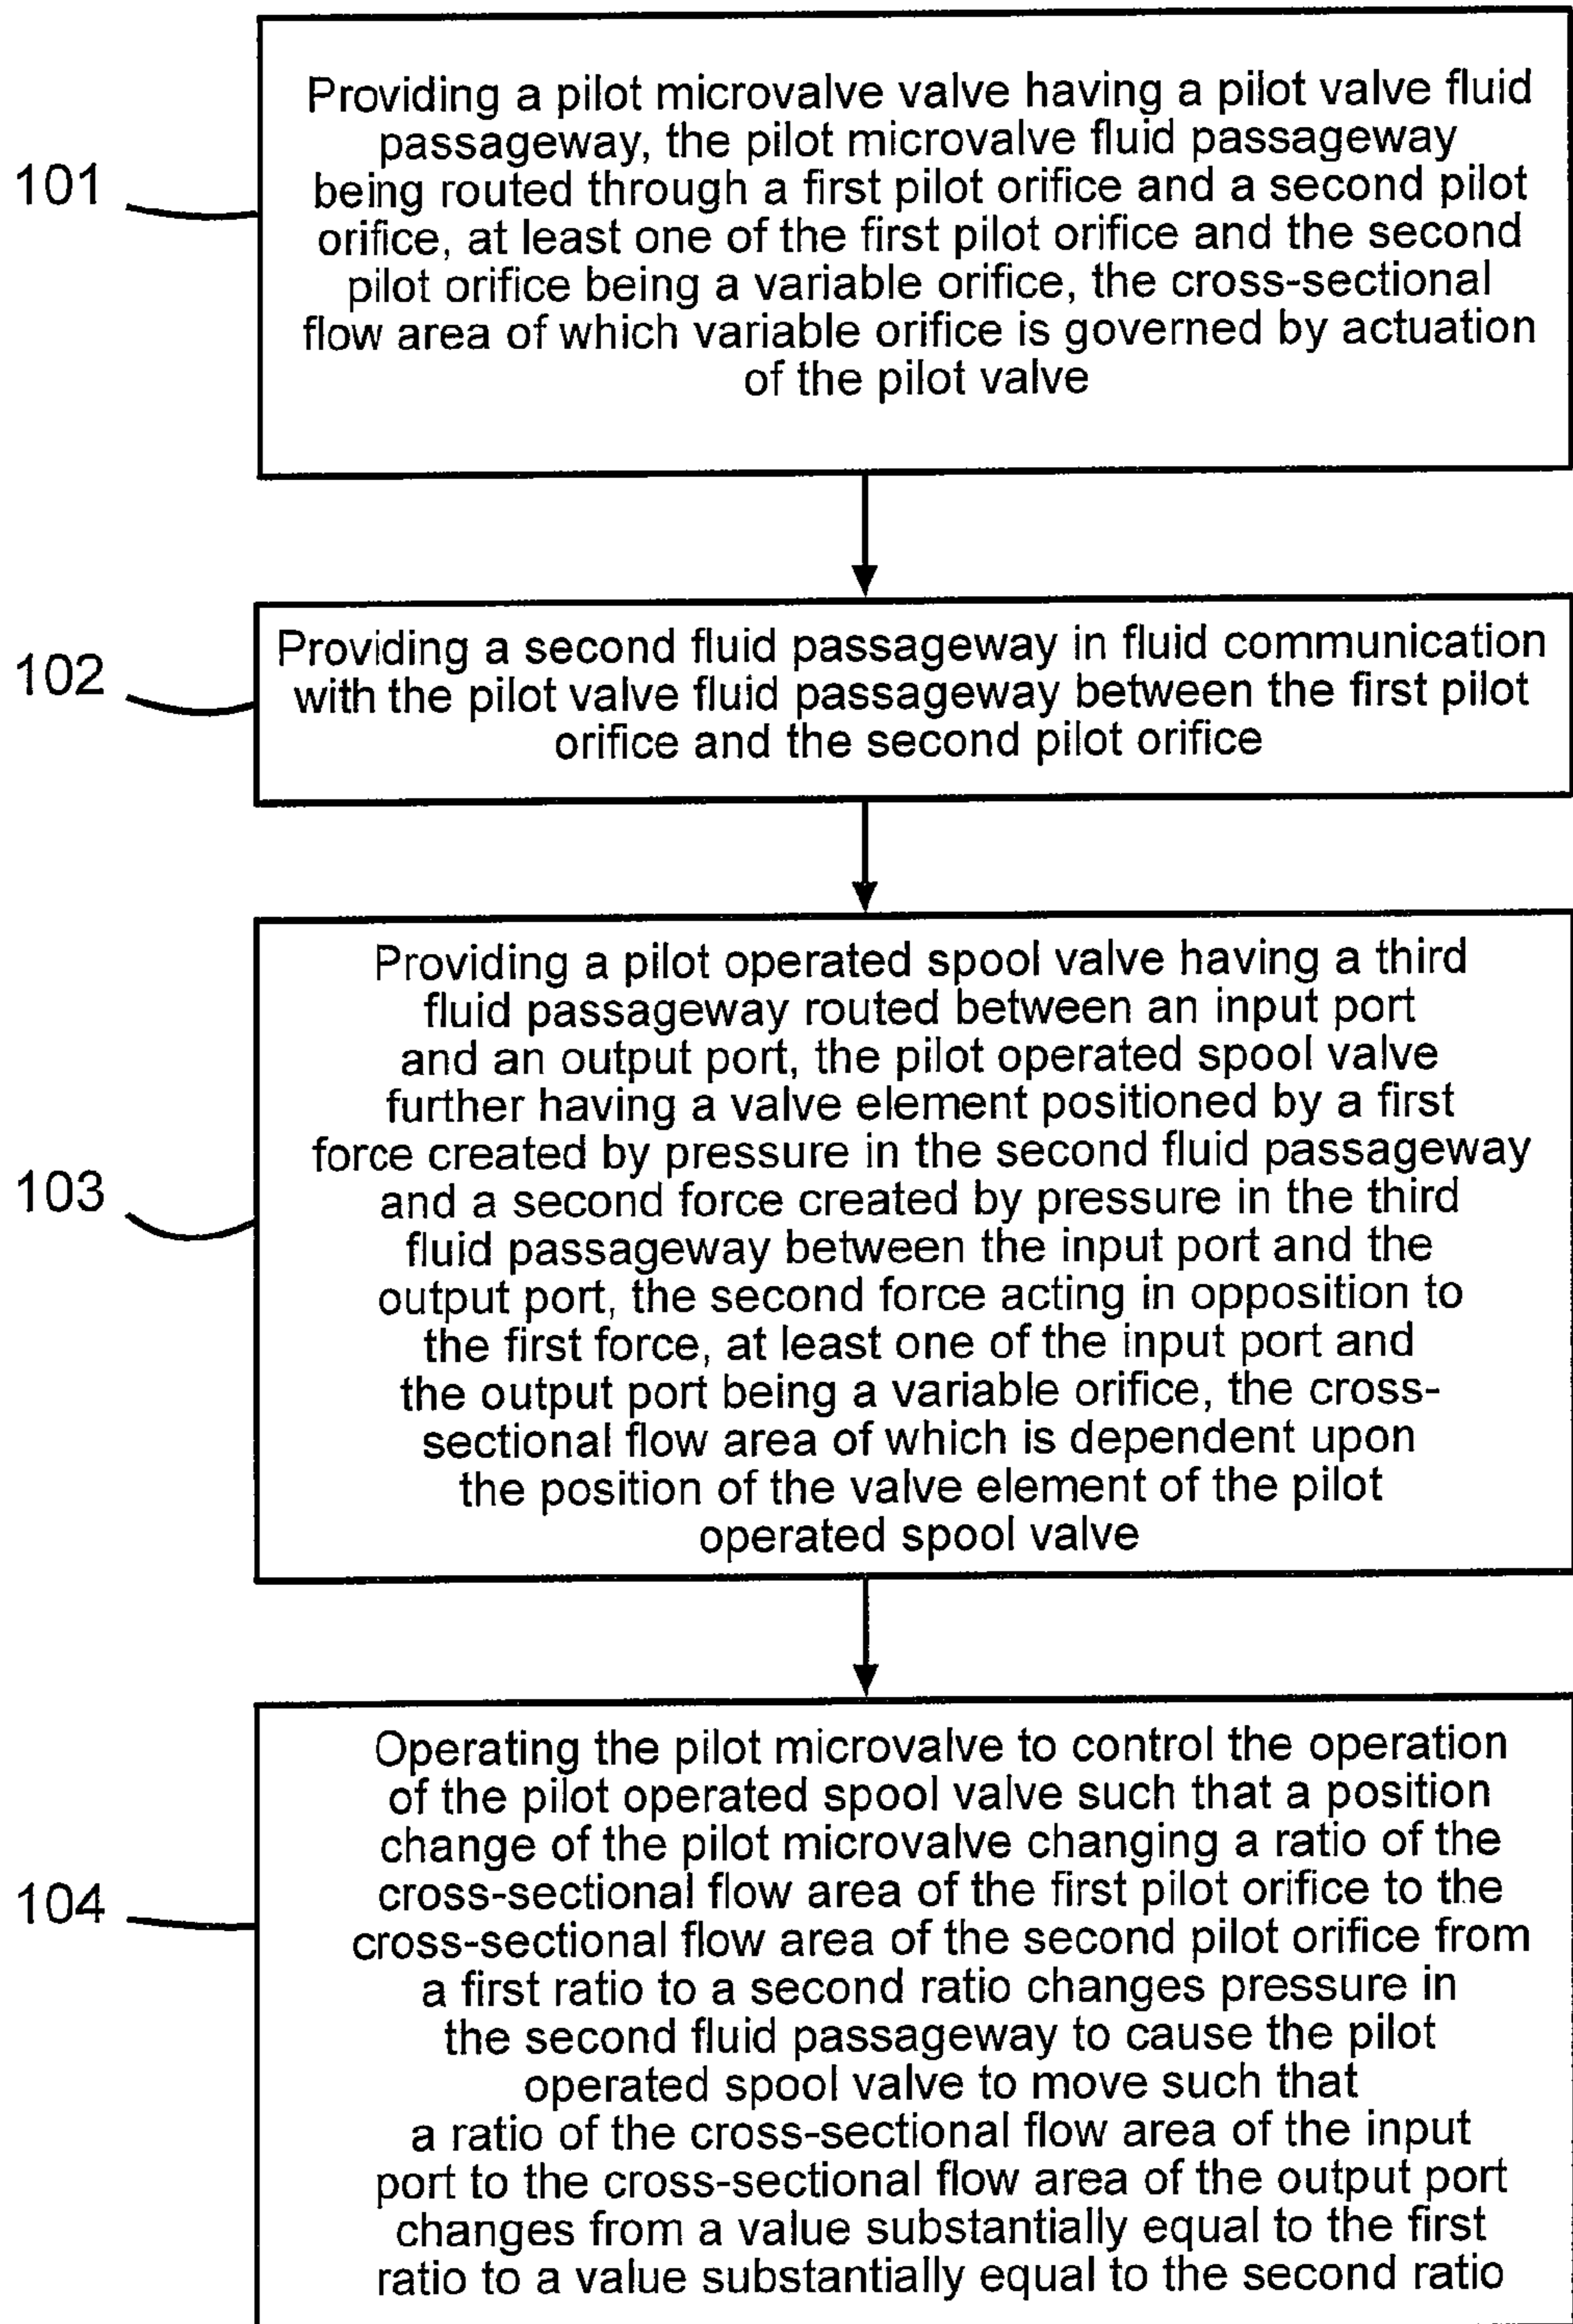 Providing a pilot microvalve valve having a pilot valve fluid
passageway, the pilot microvalve fluid passageway
being routed through a first pilot orifice and a second pilot
orifice, at least one of the first pilot orifice and the second
pilot orifice being a variable orifice, the cross-sectional
flow area of which variable orifice is governed by actuation
of the pilot valve
101
Providing a second fluid passageway in fluid communication
with the pilot valve fluid passageway between the first pilot
orifice and the second pilot orifice
102
Providing a pilot operated spool valve having a third
fluid passageway routed between an input port
and an output port, the pilot operated spool valve
further having a valve element positioned by a first
force created by pressure in the second fluid passageway
and a second force created by pressure in the third
fluid passageway between the input port and the
output port, the second force acting in opposition to
the first force, at least one of the input port and
the output port being a variable orifice, the cross-
sectional flow area of which is dependent upon
the position of the valve element of the pilot
operated spool valve
103
Operating the pilot microvalve to control the operation
of the pilot operated spool valve such that a position
change of the pilot microvalve changing a ratio of the
cross-sectional flow area of the first pilot orifice to the
cross-sectional flow area of the second pilot orifice from
a first ratio to a second ratio changes pressure in
the second fluid passageway to cause the pilot
operated spool valve to move such that
a ratio of the cross-sectional flow area of the input
port to the cross-sectional flow area of the output port
changes from a value substantially equal to the first
ratio to a value substantially equal to the second ratio
104